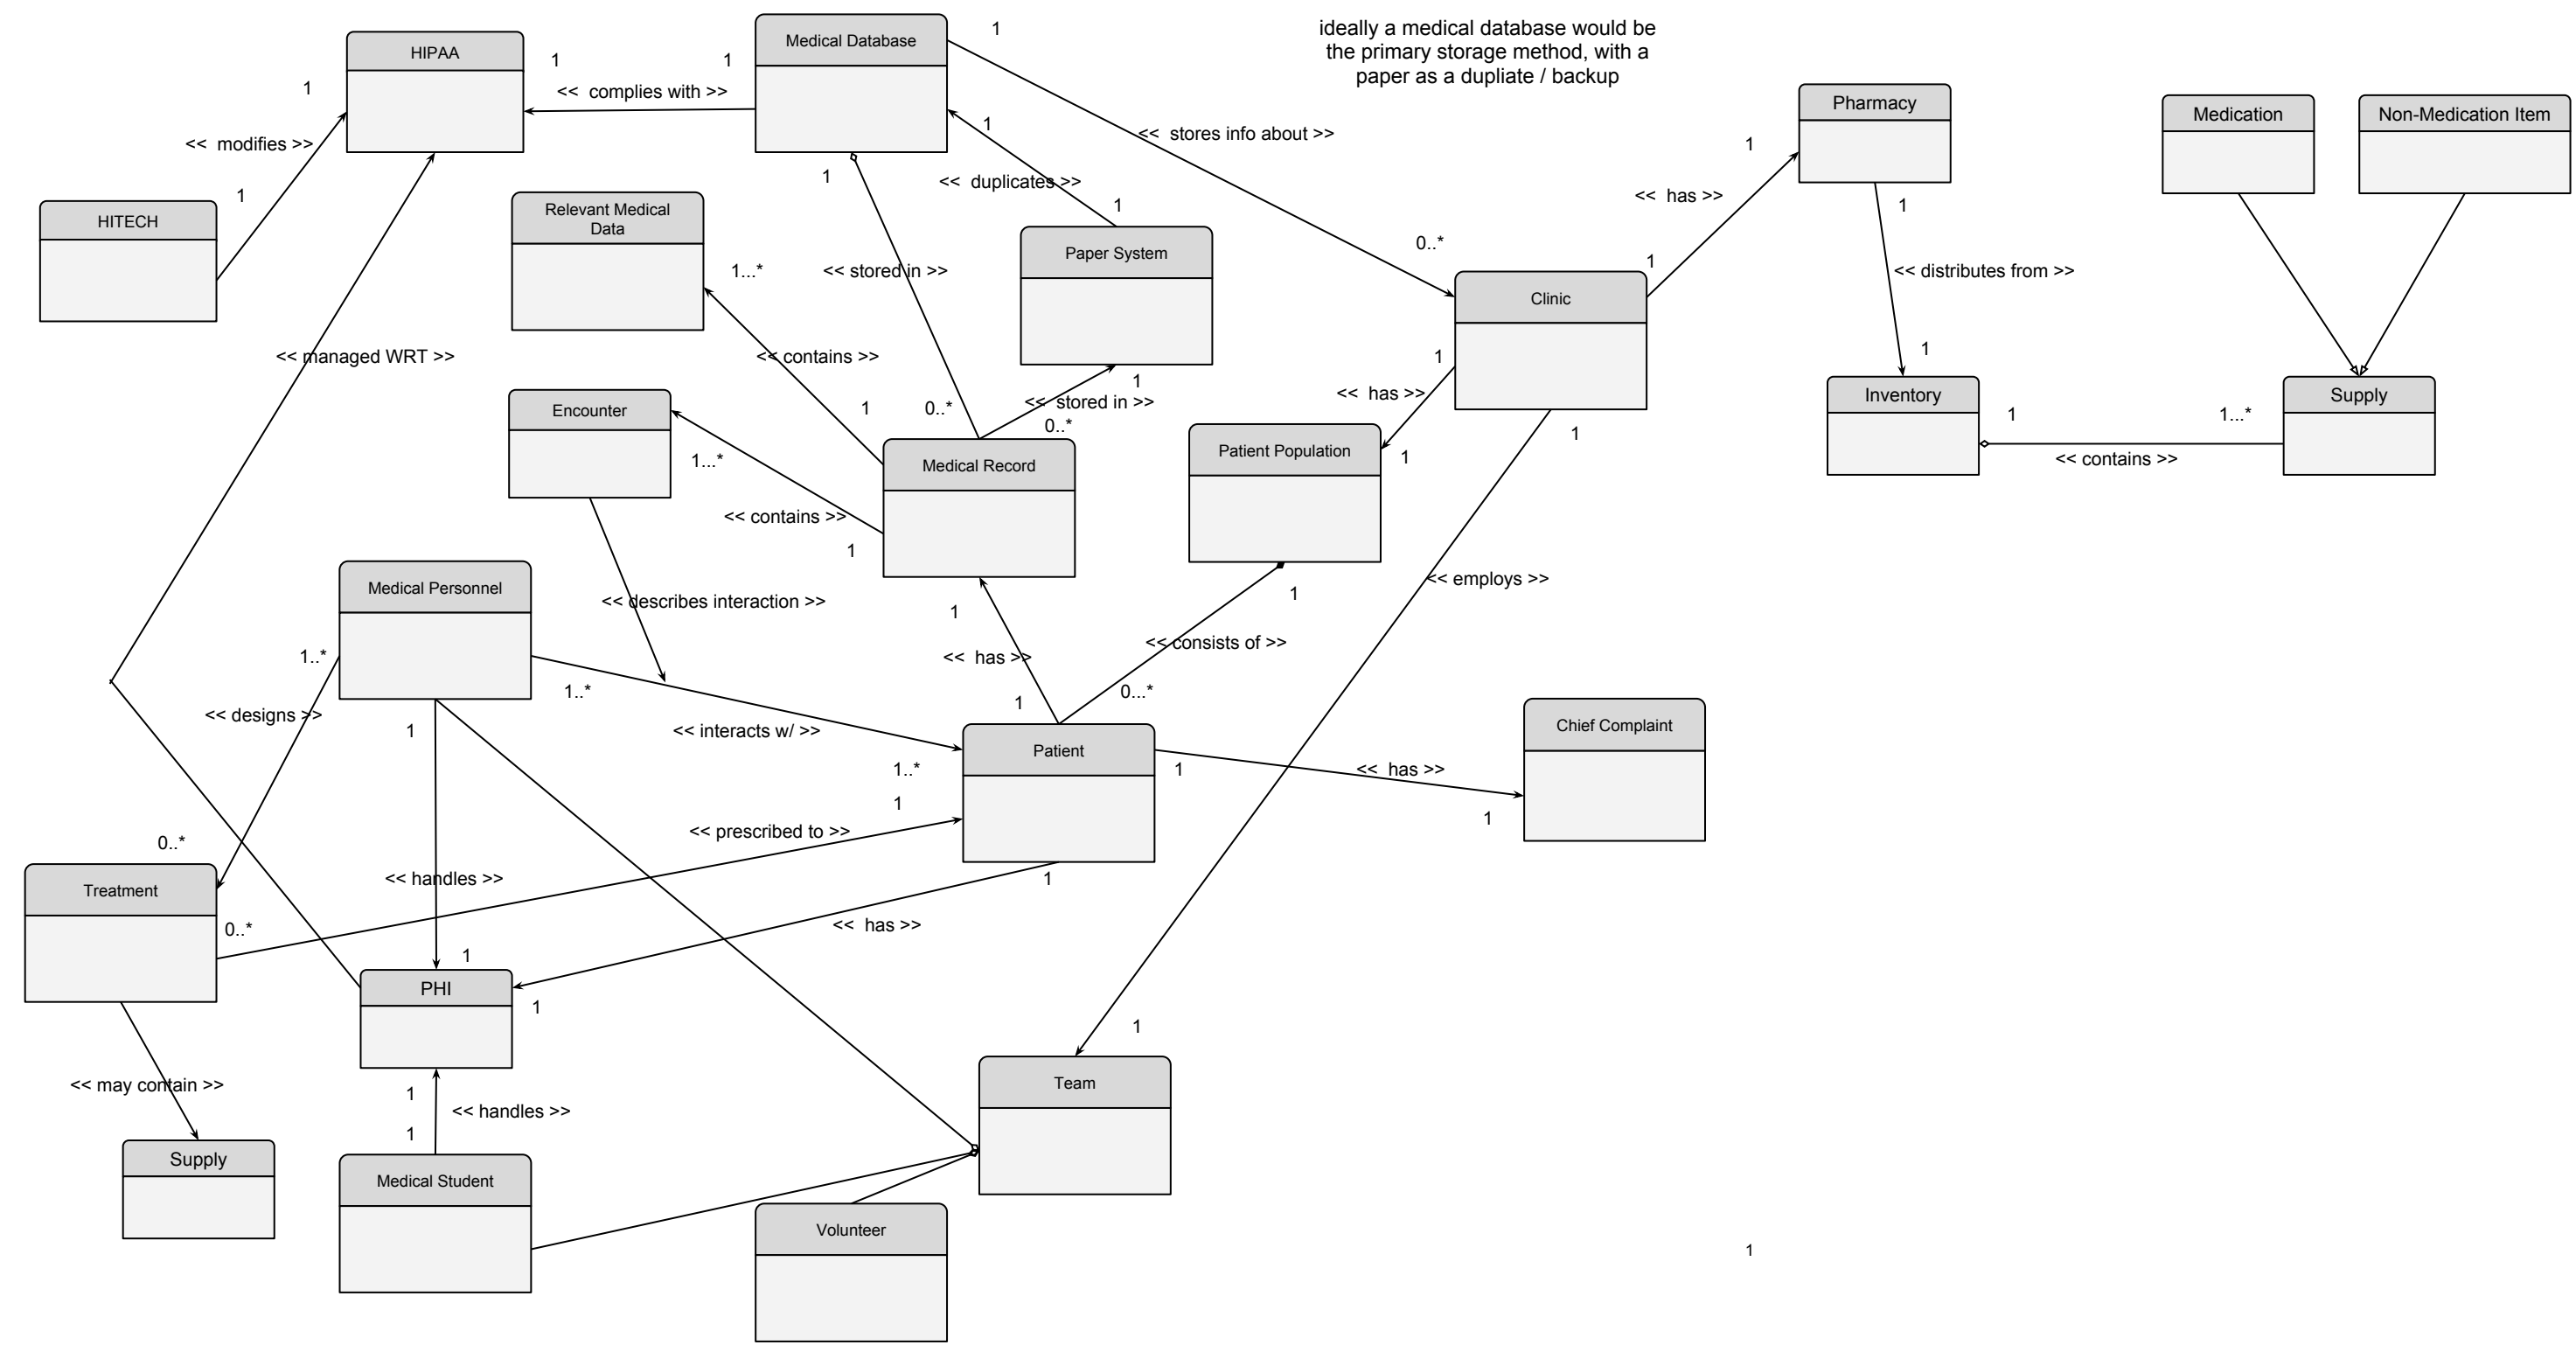 ideally a medical database would be
the primary storage method, with a
paper as a dupliate / backup
HIPAA
Medical Database
1
1
1
<< complies with >>
1
<< modifies >>
1
HITECH
<< stores info about >>
1
<< duplicates >>
1
1
Relevant Medical
Data
Paper System
Pharmacy
Medication
Non-Medication Item
1
<< has >>
1
1
<< distributes from >>
1
0..*
Clinic
1...*
<< stored in >>
<< managed WRT >>
<< contains >>
1
0..*
1
<< stored in >>
0..*
1
<< has >>
1
1
Inventory
1
1...*
<< contains >>
Supply
Encounter
1...*
<< contains >>
1
Medical Record
Patient Population
1
<< employs >>
Medical Personnel
<< describes interaction >>
1
<< has >>
1
<< consists of >>
0...*
1..*
<< designs >>
1
1..*
<< interacts w/ >>
1..*
1
Patient
1
<< has >>
1
Chief Complaint
0..*
<< prescribed to >>
Treatment
0..*
<< handles >>
1
<< has >>
1
PHI
1
1
<< may contain >>
1
<< handles >>
1
Team
Supply
Medical Student
Volunteer
1